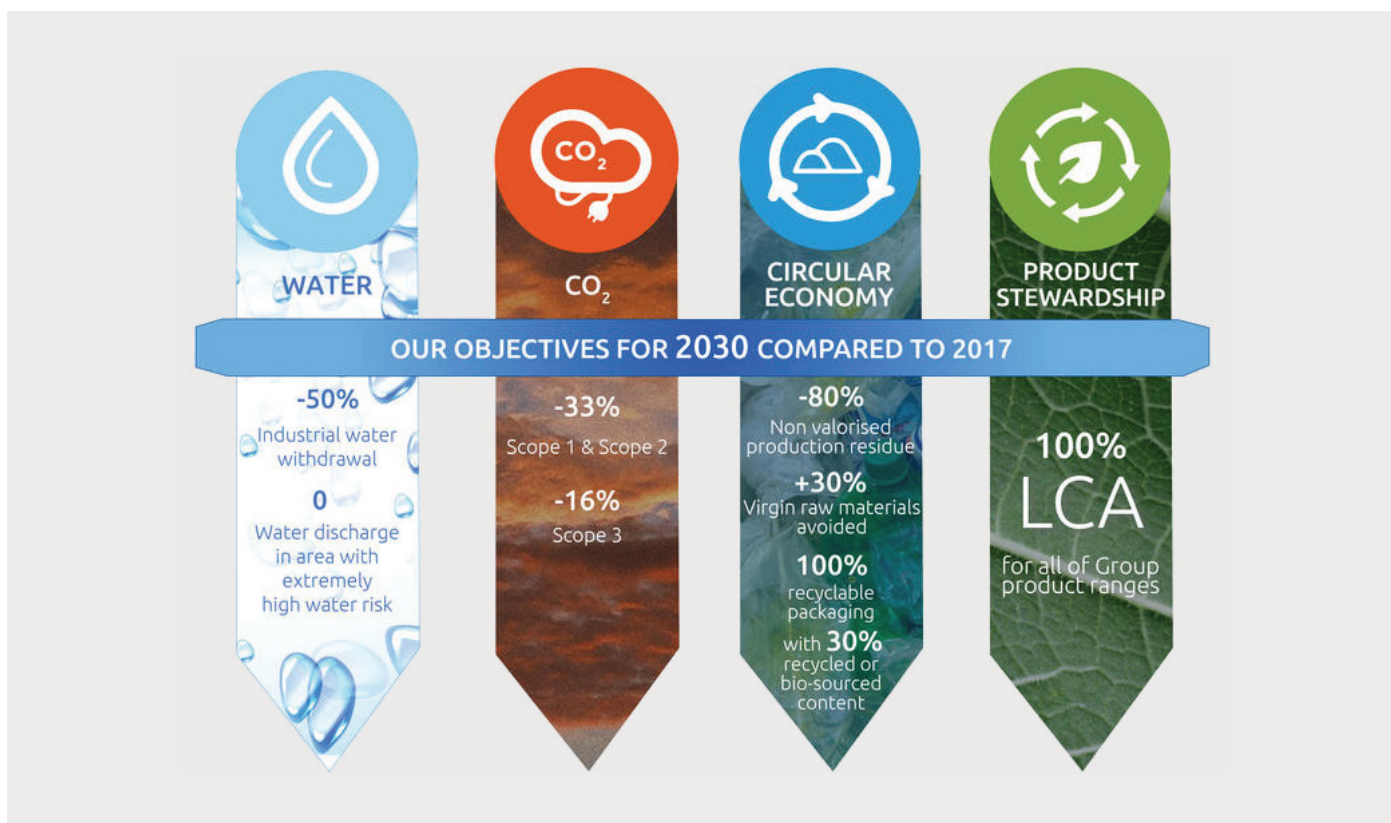 CO2
WATER
CO2
CIRCULAR
ECONOMY
PRODUCT
STEWARDSHIP
OUR OBJECTIVES FOR 2030 COMPARED TO 2017
-50%
Industrial water
withdrawal
0
Water discharge
in area with
extremely
high water risk
-33%
Scope 1 & Scope 2
-16%
Scope 3
-80%
Non valorised
production residue
+30%
Virgin raw materials
avoided
100%
recyclable
packaging
with 30%
recycled or
bio-sourced
content
100%
LCA
for all of Group
product ranges